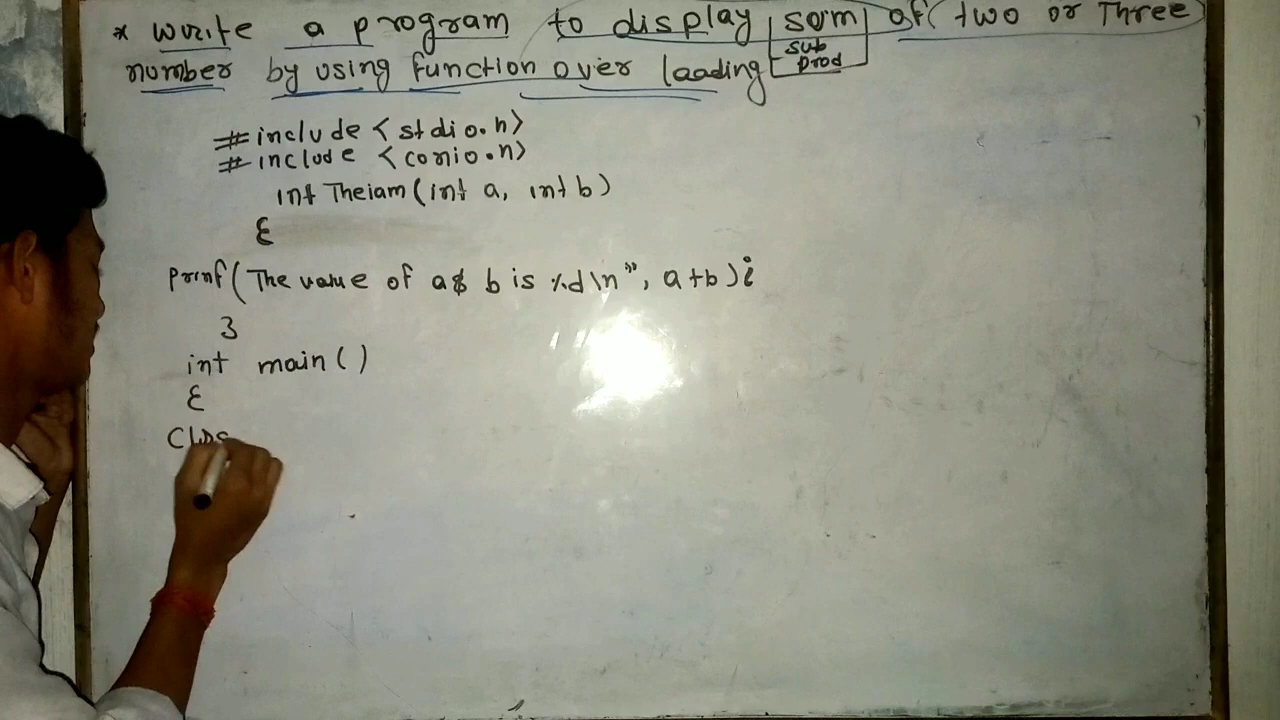 * Write a program to display sum of (two or Three
sub
prod
number by using function over loading
#include <stdio.h>
#include <conio.h>
int Theiam (int a, int b)
{
Prinf( The value of a & b is %d\n", a+b);
}
int main()
{